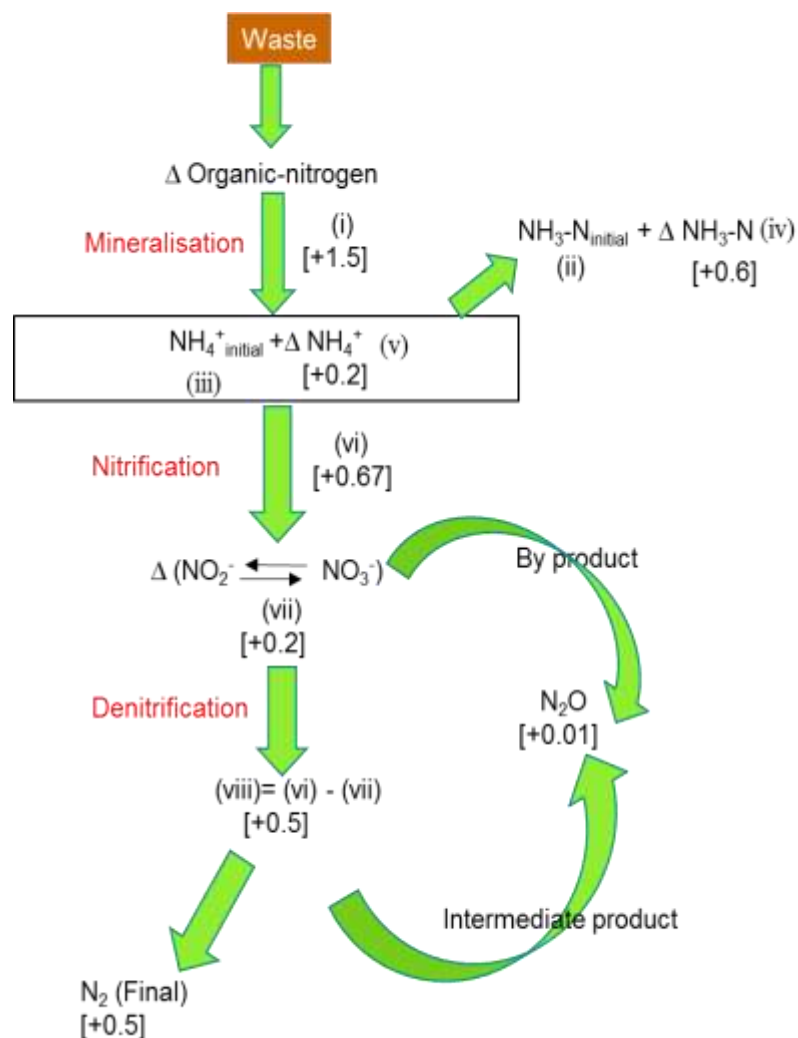 Waste
Δ Organic-nitrogen
Mineralisation
(i)
[+1.5]
NH₃-Nᵢₙᵢₜᵢₐₗ + Δ NH₃-N (iv)
(ii) [+0.6]
NH₄⁺ᵢₙᵢₜᵢₐₗ +Δ NH₄⁺ (v)
(iii) [+0.2]
Nitrification
(vi)
[+0.67]
Δ (NO₂⁻ ⇄ NO₃⁻)
By product
(vii)
[+0.2]
Denitrification
N₂O
[+0.01]
(viii)= (vi) - (vii)
[+0.5]
Intermediate product
N₂ (Final)
[+0.5]